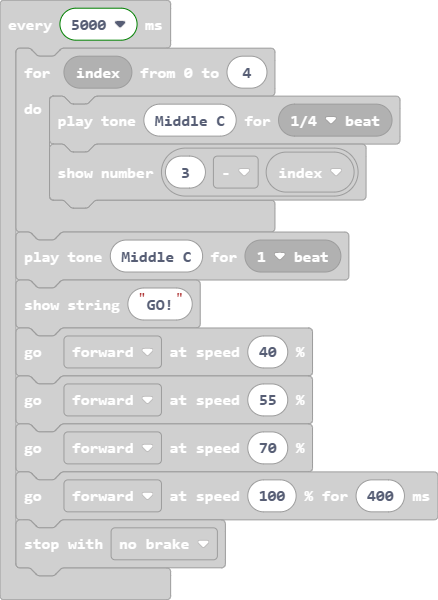 every 5000 ms
for index from 0 to 4
do
play tone Middle C for 1/4 beat
show number 3 - index
play tone Middle C for 1 beat
show string "GO!"
go forward at speed 40 %
go forward at speed 55 %
go forward at speed 70 %
go forward at speed 100 % for 400 ms
stop with no brake